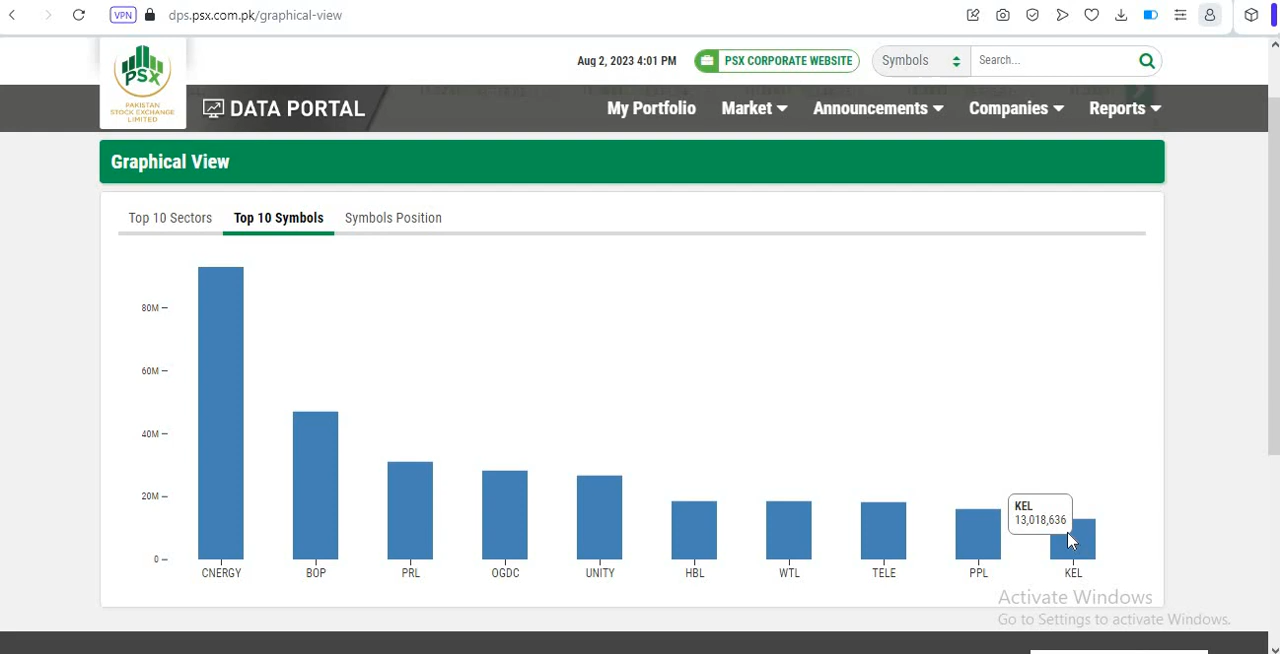 VPN dps.psx.com.pk/graphical-view
PSX
PAKISTAN
STOCK EXCHANGE
LIMITED
Aug 2, 2023 4:01 PM
PSX CORPORATE WEBSITE
Symbols
Search...
DATA PORTAL
My Portfolio
Market
Announcements
Companies
Reports
Graphical View
Top 10 Sectors
Top 10 Symbols
Symbols Position
80M
60M
40M
20M
0
KEL
13,018,636
CNERGY
BOP
PRL
OGDC
UNITY
HBL
WTL
TELE
PPL
KEL
Activate Windows
Go to Settings to activate Windows.